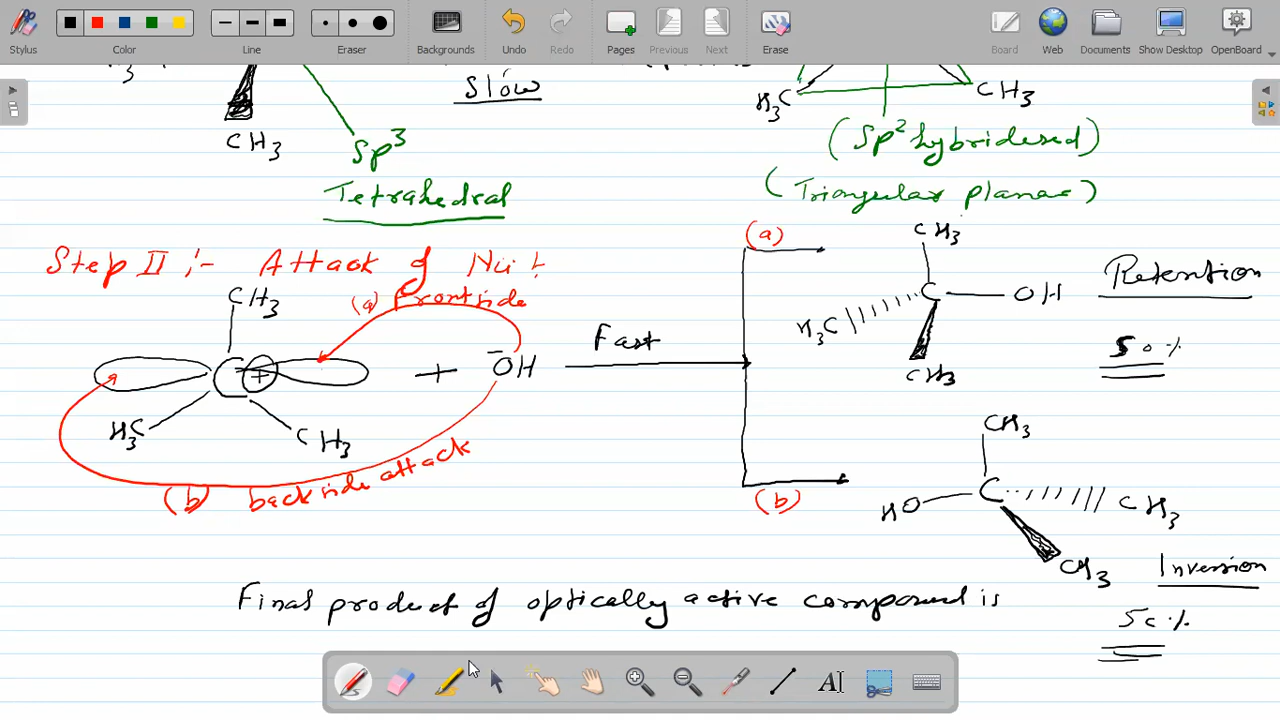 Stylus
Color
Line
Eraser
Backgrounds
Undo
Redo
Pages
Previous
Next
Erase
Board
Web
Documents
Show Desktop
OpenBoard
Slow
CH3
Sp3
Tetrahedral
H3C
CH3
(Sp2 hybridesed)
(Triangular planar)
Step II :- Attack of Nu:
(a) Frontside
CH3
C
+
H3C
CH3
+
OH
Fast
(b) back side attack
(a)
CH3
H3C
C
OH
CH3
Retention
50%
(b)
CH3
HO
C
CH3
CH3
Inversion
50%
Final product of optically active compound is